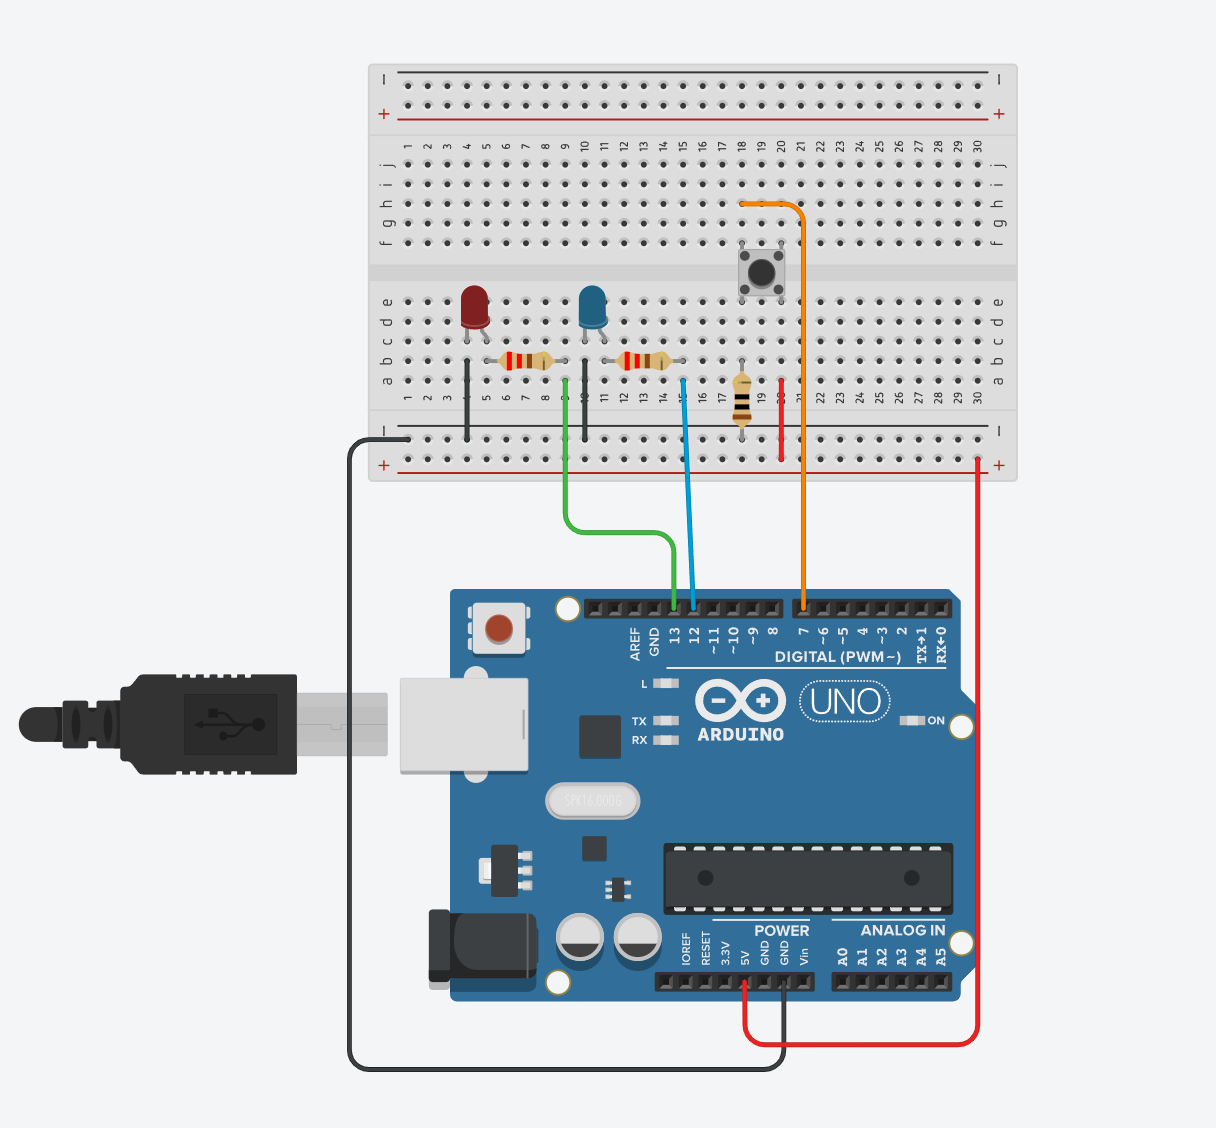 − −
+ +
1 2 3 4 5 6 7 8 9 10 11 12 13 14 15 16 17 18 19 20 21 22 23 24 25 26 27 28 29 30
j j
i i
h h
g g
f f
e e
d d
c c
b b
a a
1 2 3 4 5 6 7 8 9 10 11 12 13 14 15 16 17 18 19 20 21 22 23 24 25 26 27 28 29 30
− −
+ +
AREF GND 13 12 ~11 ~10 ~9 8 7 ~6 ~5 4 ~3 2 TX→1 RX←0
DIGITAL (PWM~)
L
TX
RX
− +
UNO
ON
ARDUINO
SPK16.000G
POWER ANALOG IN
IOREF RESET 3.3V 5V GND GND Vin A0 A1 A2 A3 A4 A5